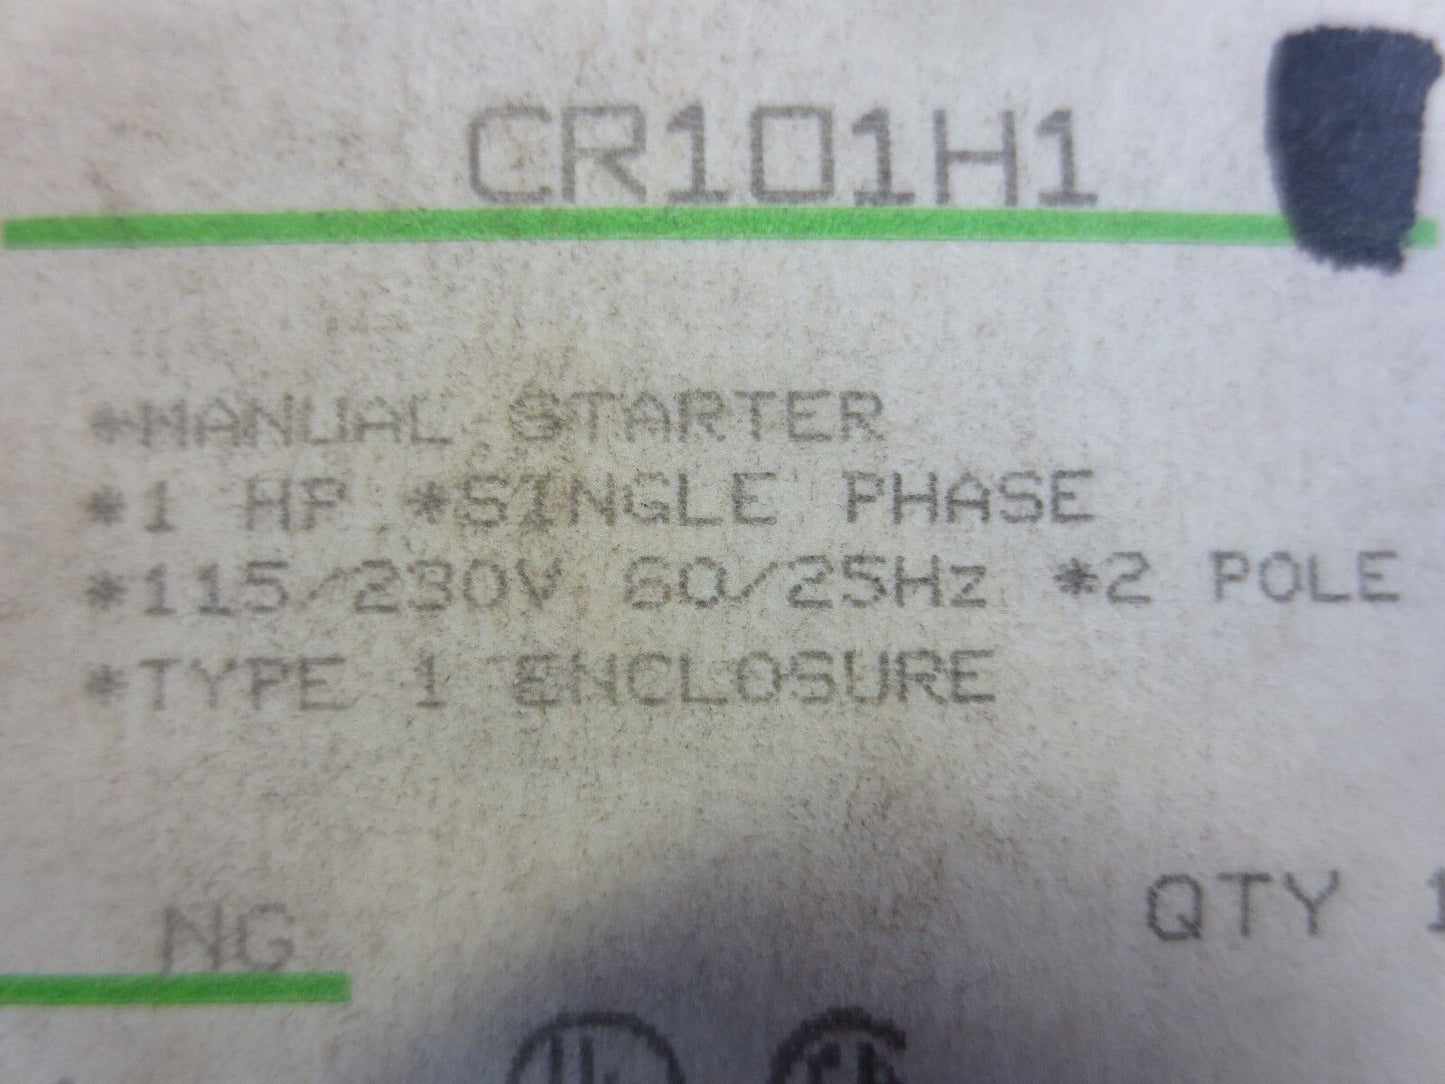 CR101H1
*MANUAL STARTER
*1 HP *SINGLE PHASE
*115/230V 60/25Hz *2 POLE
*TYPE 1 ENCLOSURE
NG
QTY 1